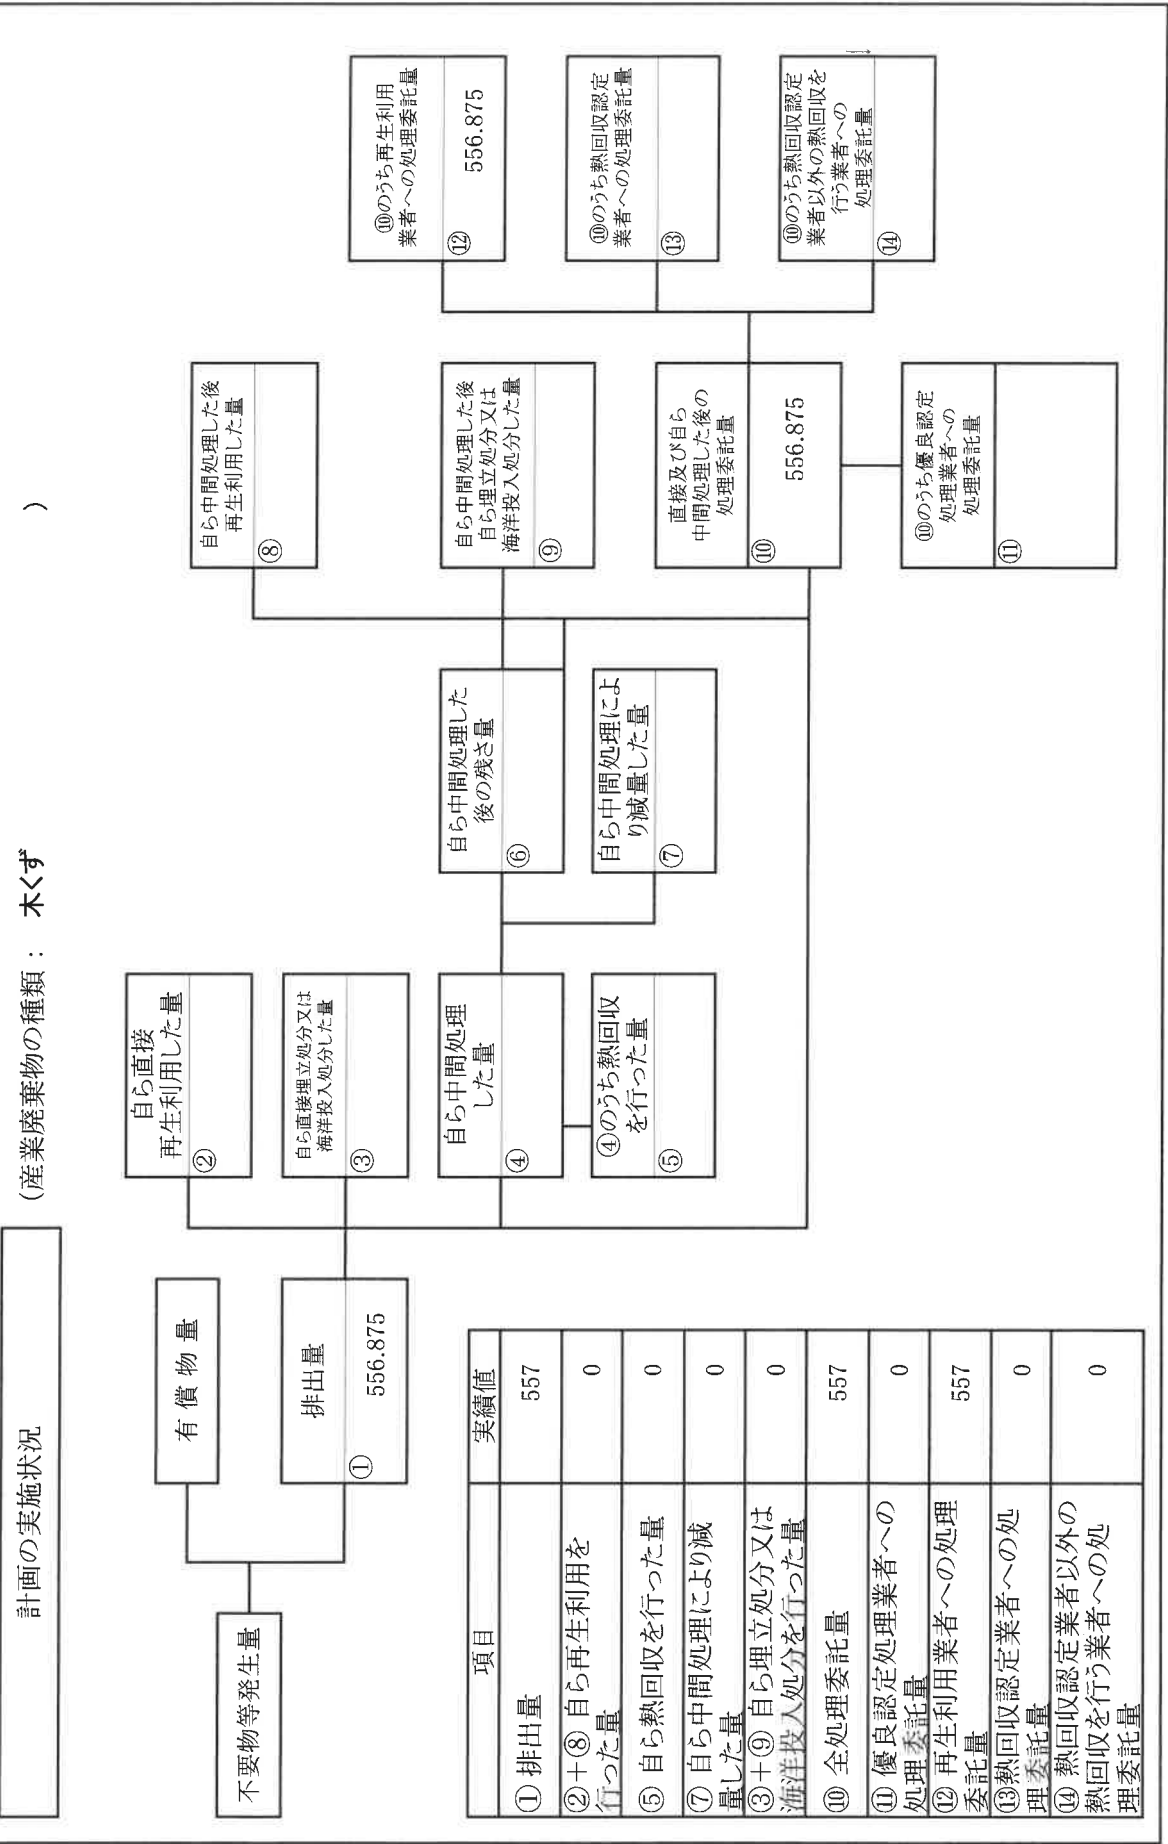 計画の実施状況
(産業廃棄物の種類： 木くず )
不要物等発生量
有償物量
排出量
①
556.875
自ら直接
再生利用した量
②
自ら直接埋立処分又は
海洋投入処分した量
③
自ら中間処理
した量
④
④のうち熱回収
を行った量
⑤
自ら中間処理した
後の残さ量
⑥
自ら中間処理によ
り減量した量
⑦
自ら中間処理した後
再生利用した量
⑧
自ら中間処理した後
自ら埋立処分又は
海洋投入処分した量
⑨
直接及び自ら
中間処理した後の
処理委託量
⑩
556.875
⑩のうち優良認定
処理業者への
処理委託量
⑪
⑩のうち再生利用
業者への処理委託量
⑫
556.875
⑩のうち熱回収認定
業者への処理委託量
⑬
⑩のうち熱回収認定
業者以外の熱回収を
行う業者への
処理委託量
⑭
項目 実績値
① 排出量 557
②＋⑧ 自ら再生利用を
行った量 0
⑤ 自ら熱回収を行った量 0
⑦ 自ら中間処理により減
量した量 0
③＋⑨ 自ら埋立処分又は
海洋投入処分を行った量 0
⑩ 全処理委託量 557
⑪ 優良認定処理業者への
処理委託量 0
⑫ 再生利用業者への処理
委託量 557
⑬熱回収認定業者への処
理委託量 0
⑭ 熱回収認定業者以外の
熱回収を行う業者への処
理委託量 0